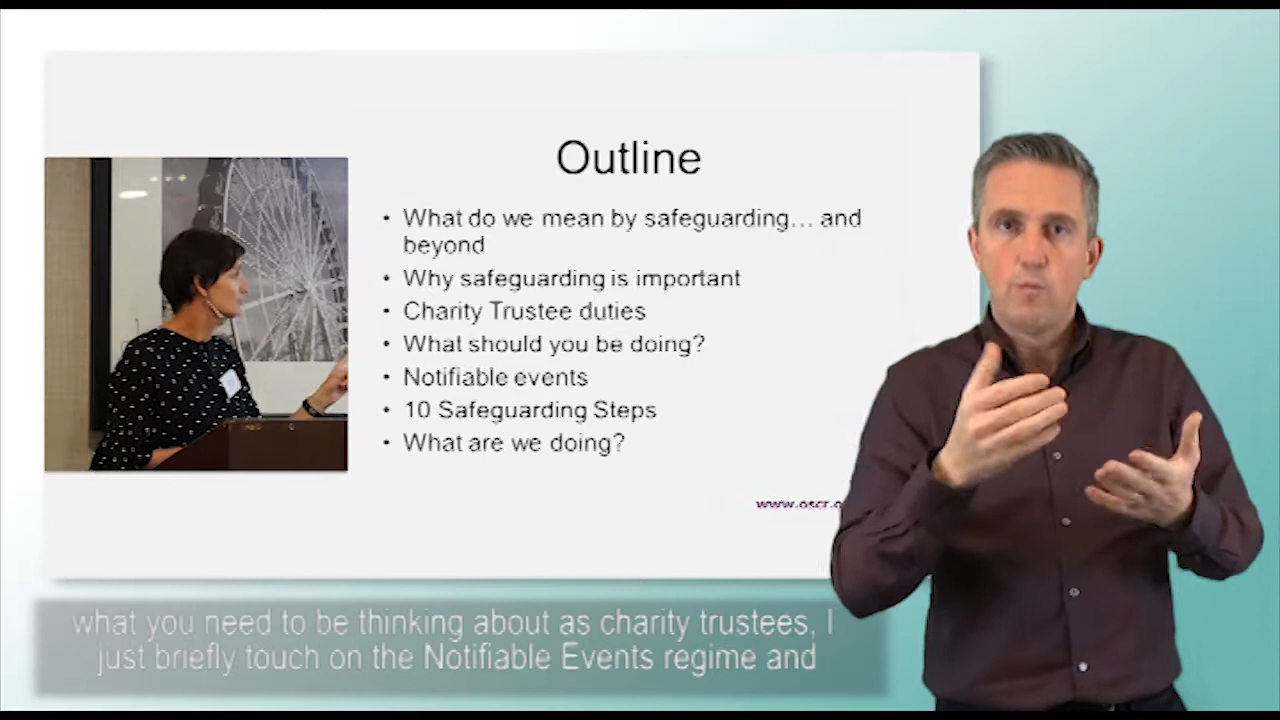 Outline
• What do we mean by safeguarding… and
beyond
• Why safeguarding is important
• Charity Trustee duties
• What should you be doing?
• Notifiable events
• 10 Safeguarding Steps
• What are we doing?
www.oscr.o
what you need to be thinking about as charity trustees, I
just briefly touch on the Notifiable Events regime and